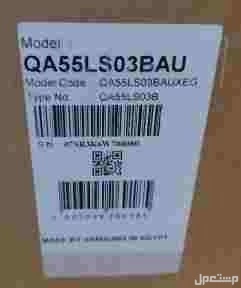 Model
QA55LS03BAU
Model Code : QA55LS03BAUXEG
Type No. : QA55LS03B
S/N
MADE BY SAMSUNG IN EGYPT
مستعمل